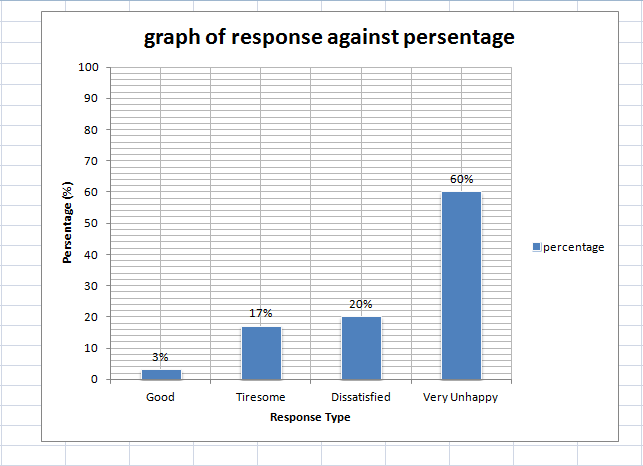 graph of response against persentage
100
90
80
70
60
50
40
30
20
10
0
Persentage (%)
3%
17%
20%
60%
Good
Tiresome
Dissatisfied
Very Unhappy
Response Type
percentage